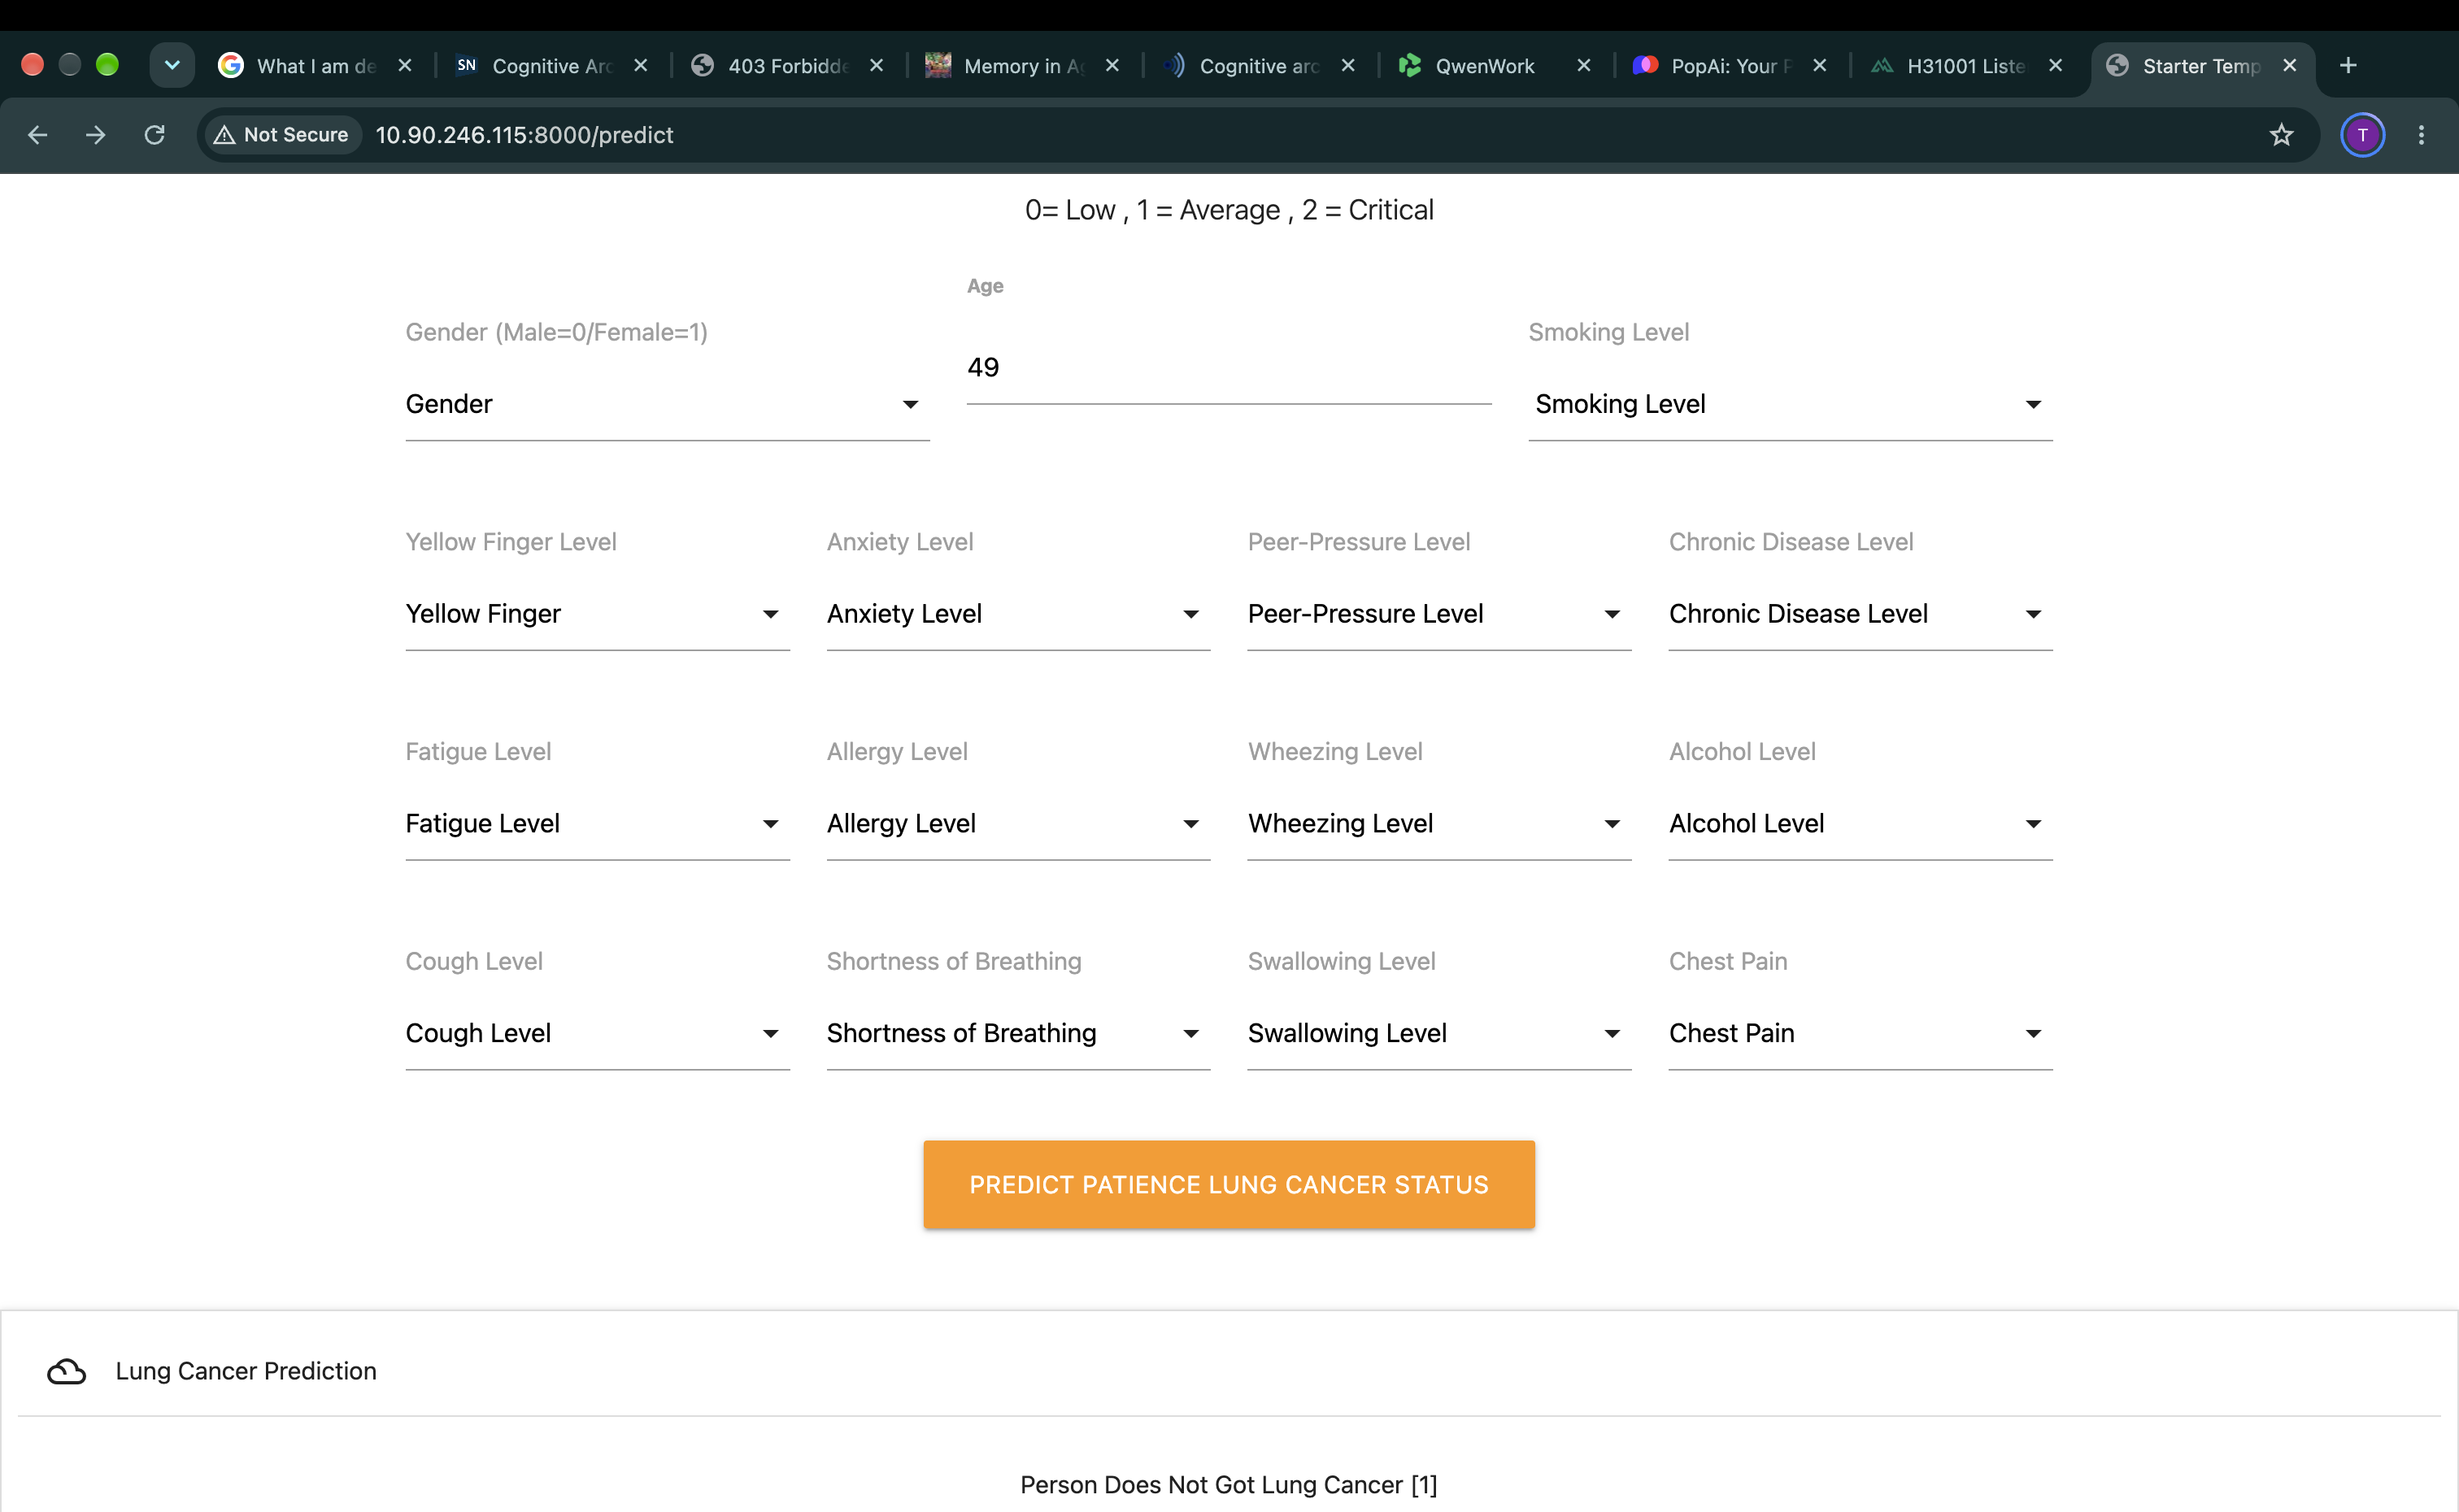 What I am de
SN Cognitive Arc
403 Forbidde
Memory in Ag
Cognitive arc
QwenWork
PopAi: Your P
H31001 Liste
Starter Temp
Not Secure 10.90.246.115:8000/predict
T
0= Low , 1 = Average , 2 = Critical
Gender (Male=0/Female=1)
Gender
Age
49
Smoking Level
Smoking Level
Yellow Finger Level
Yellow Finger
Anxiety Level
Anxiety Level
Peer-Pressure Level
Peer-Pressure Level
Chronic Disease Level
Chronic Disease Level
Fatigue Level
Fatigue Level
Allergy Level
Allergy Level
Wheezing Level
Wheezing Level
Alcohol Level
Alcohol Level
Cough Level
Cough Level
Shortness of Breathing
Shortness of Breathing
Swallowing Level
Swallowing Level
Chest Pain
Chest Pain
PREDICT PATIENCE LUNG CANCER STATUS
Lung Cancer Prediction
Person Does Not Got Lung Cancer [1]